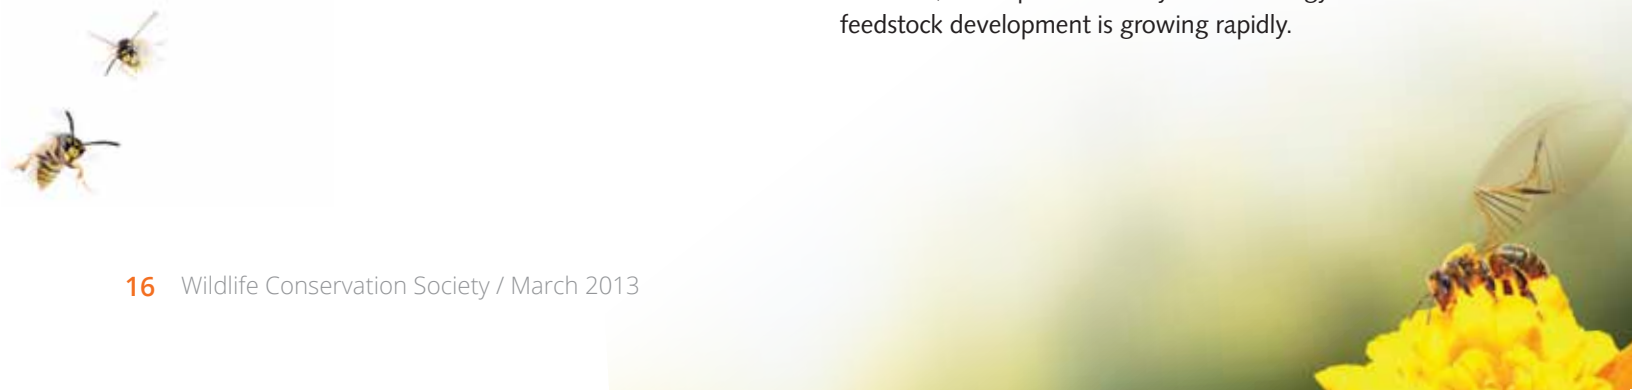 feedstock development is growing rapidly.
16 Wildlife Conservation Society / March 2013